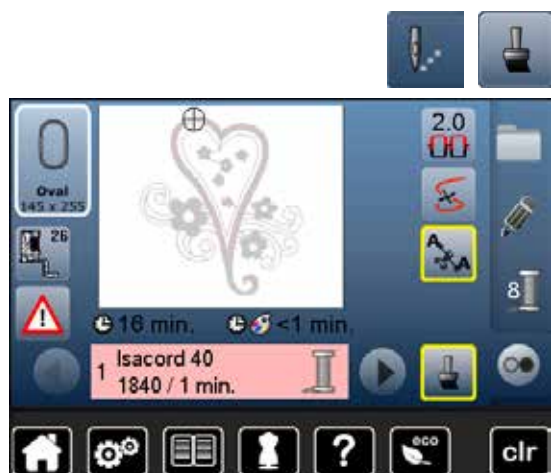 2.0
Oval
145 x 255
26
A
A
8
16 min.
<1 min.
1
Isacord 40
1840 / 1 min.
?
eco
clr